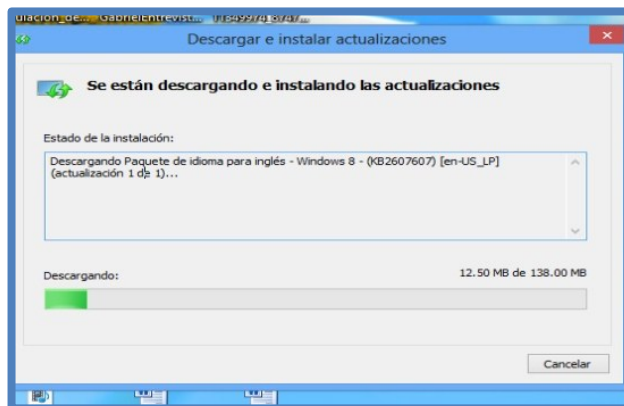 GabrielEntrevist...
Descargar e instalar actualizaciones
Se están descargando e instalando las actualizaciones
Estado de la instalación:
Descargando Paquete de idioma para inglés - Windows 8 - (KB2607607) [en-US_LP]
(actualización 1 de 1)...
Descargando:
12.50 MB de 138.00 MB
Cancelar